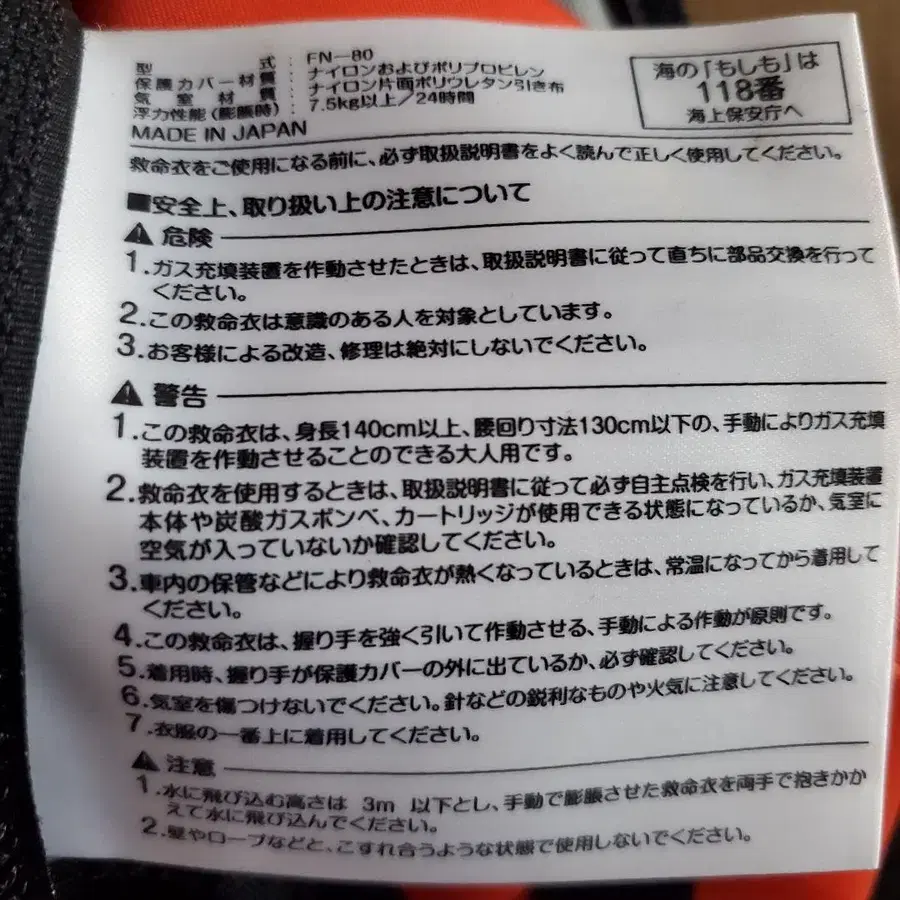 型式：FN－80
保護カバー材質：ナイロンおよびポリプロピレン
気室材質：ナイロン片面ポリウレタン引き布
浮力性能（膨脹時）：7.5kg以上／24時間
MADE IN JAPAN
海の「もしも」は
118番
海上保安庁へ
救命衣をご使用になる前に、必ず取扱説明書をよく読んで正しく使用してください。
■安全上、取り扱い上の注意について
⚠ 危険
1.ガス充填装置を作動させたときは、取扱説明書に従って直ちに部品交換を行って
ください。
2.この救命衣は意識のある人を対象としています。
3.お客様による改造、修理は絶対にしないでください。
⚠ 警告
1.この救命衣は、身長140cm以上、腰回り寸法130cm以下の、手動によりガス充填
装置を作動させることのできる大人用です。
2.救命衣を使用するときは、取扱説明書に従って必ず自主点検を行い、ガス充填装置
本体や炭酸ガスボンベ、カートリッジが使用できる状態になっているか、気室に
空気が入っていないか確認してください。
3.車内の保管などにより救命衣が熱くなっているときは、常温になってから着用して
ください。
4.この救命衣は、握り手を強く引いて作動させる、手動による作動が原則です。
5.着用時、握り手が保護カバーの外に出ているか、必ず確認してください。
6.気室を傷つけないでください。針などの鋭利なものや火気に注意してください。
7.衣服の一番上に着用してください。
⚠ 注意
1.水に飛び込む高さは 3m 以下とし、手動で膨脹させた救命衣を両手で抱きかか
えて水に飛び込んでください。
2.壁やロープなどと、こすれ合うような状態で使用しないでください。